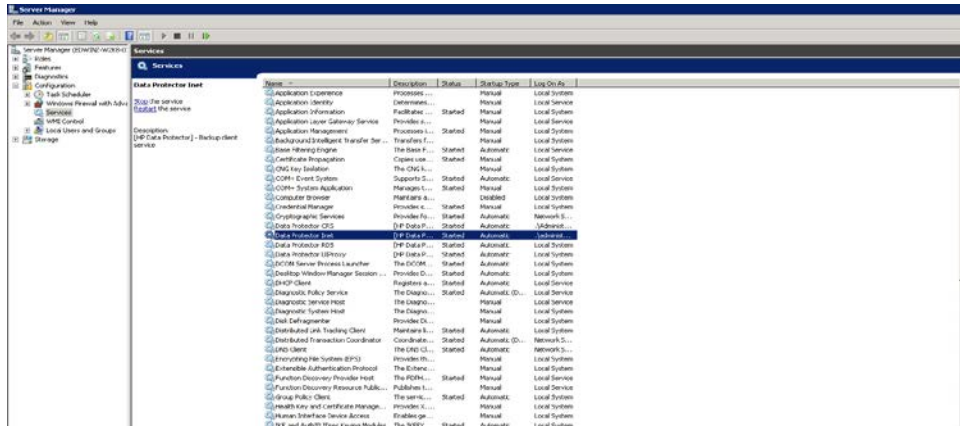 Server Manager
File Action View Help
Server Manager (EDWIN2-W2K8-
Roles
Features
Diagnostics
Configuration
Task Scheduler
Windows Firewall with Adv
Services
WMI Control
Local Users and Groups
Storage
Services
Services
Data Protector Inet
Stop the service
Restart the service
Description:
[HP Data Protector] - Backup client
service
Name Description Status Startup Type Log On As
Application Experience Processes ... Manual Local System
Application Identity Determines... Manual Local Service
Application Information Facilitates ... Started Manual Local System
Application Layer Gateway Service Provides s... Manual Local Service
Application Management Processes i... Started Manual Local System
Background Intelligent Transfer Ser... Transfers f... Manual Local System
Base Filtering Engine The Base F... Started Automatic Local Service
Certificate Propagation Copies use... Started Manual Local System
CNG Key Isolation The CNG k... Manual Local System
COM+ Event System Supports S... Started Automatic Local Service
COM+ System Application Manages t... Started Manual Local System
Computer Browser Maintains a... Disabled Local System
Credential Manager Provides s... Started Manual Local System
Cryptographic Services Provides fo... Started Automatic Network S...
Data Protector CRS [HP Data P... Started Automatic .\Administ...
Data Protector Inet [HP Data P... Started Automatic .\administ...
Data Protector RDS [HP Data P... Started Automatic Local System
Data Protector UIProxy [HP Data P... Started Automatic Local System
DCOM Server Process Launcher The DCOM... Started Automatic Local System
Desktop Window Manager Session ... Provides D... Started Automatic Local System
DHCP Client Registers a... Started Automatic Local Service
Diagnostic Policy Service The Diagno... Started Automatic (D... Local Service
Diagnostic Service Host The Diagno... Manual Local Service
Diagnostic System Host The Diagno... Manual Local System
Disk Defragmenter Provides Di... Manual Local System
Distributed Link Tracking Client Maintains li... Started Automatic Local System
Distributed Transaction Coordinator Coordinate... Started Automatic (D... Network S...
DNS Client The DNS Cl... Started Automatic Network S...
Encrypting File System (EFS) Provides th... Manual Local System
Extensible Authentication Protocol The Extens... Manual Local System
Function Discovery Provider Host The FDPH... Started Manual Local Service
Function Discovery Resource Public... Publishes t... Manual Local Service
Group Policy Client The servic... Started Automatic Local System
Health Key and Certificate Manage... Provides X.... Manual Local System
Human Interface Device Access Enables ge... Manual Local System
IKE and AuthIP IPsec Keying Modules The IKEEX... Started Automatic Local System